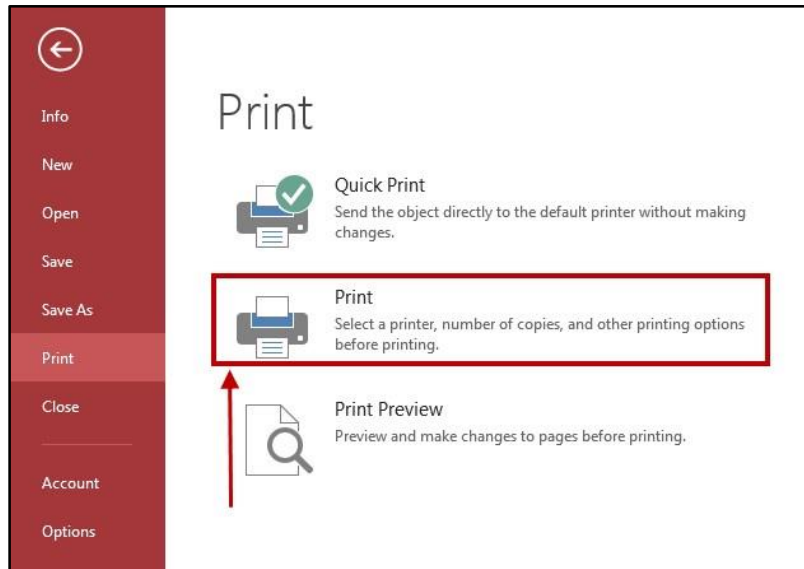 Info
New
Open
Save
Save As
Print
Close
Account
Options
Print
Quick Print
Send the object directly to the default printer without making
changes.
Print
Select a printer, number of copies, and other printing options
before printing.
Print Preview
Preview and make changes to pages before printing.